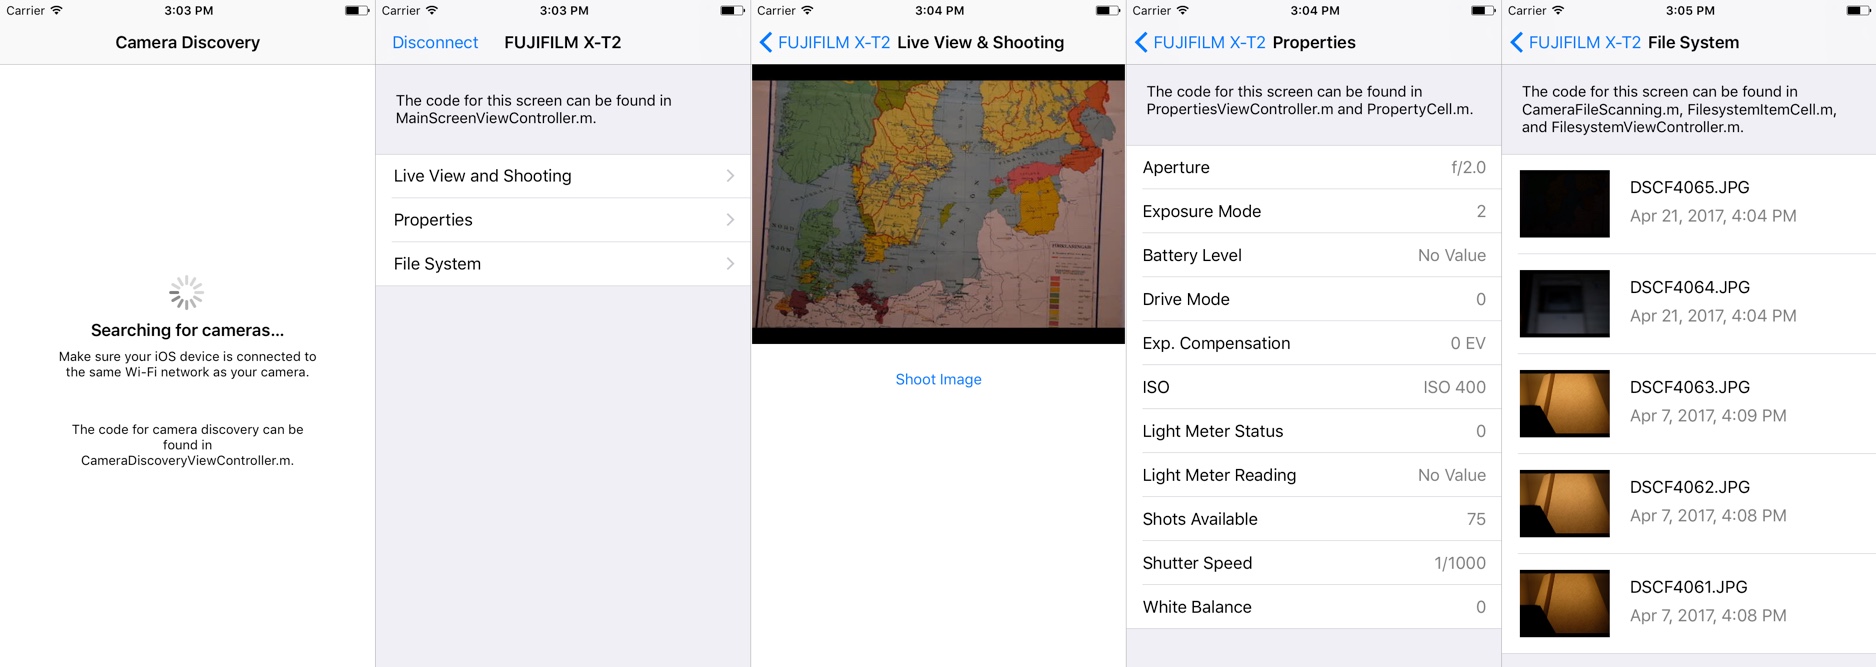 Carrier
3:03 PM
Camera Discovery
Searching for cameras...
Make sure your iOS device is connected to
the same Wi-Fi network as your camera.
The code for camera discovery can be
found in
CameraDiscoveryViewController.m.
Carrier
3:03 PM
Disconnect
FUJIFILM X-T2
The code for this screen can be found in
MainScreenViewController.m.
Live View and Shooting
Properties
File System
Carrier
3:04 PM
FUJIFILM X-T2
Live View & Shooting
Shoot Image
Carrier
3:04 PM
FUJIFILM X-T2
Properties
The code for this screen can be found in
PropertiesViewController.m and PropertyCell.m.
Aperture f/2.0
Exposure Mode 2
Battery Level No Value
Drive Mode 0
Exp. Compensation 0 EV
ISO ISO 400
Light Meter Status 0
Light Meter Reading No Value
Shots Available 75
Shutter Speed 1/1000
White Balance 0
Carrier
3:05 PM
FUJIFILM X-T2
File System
The code for this screen can be found in
CameraFileScanning.m, FilesystemItemCell.m,
and FilesystemViewController.m.
DSCF4065.JPG
Apr 21, 2017, 4:04 PM
DSCF4064.JPG
Apr 21, 2017, 4:04 PM
DSCF4063.JPG
Apr 7, 2017, 4:09 PM
DSCF4062.JPG
Apr 7, 2017, 4:08 PM
DSCF4061.JPG
Apr 7, 2017, 4:08 PM